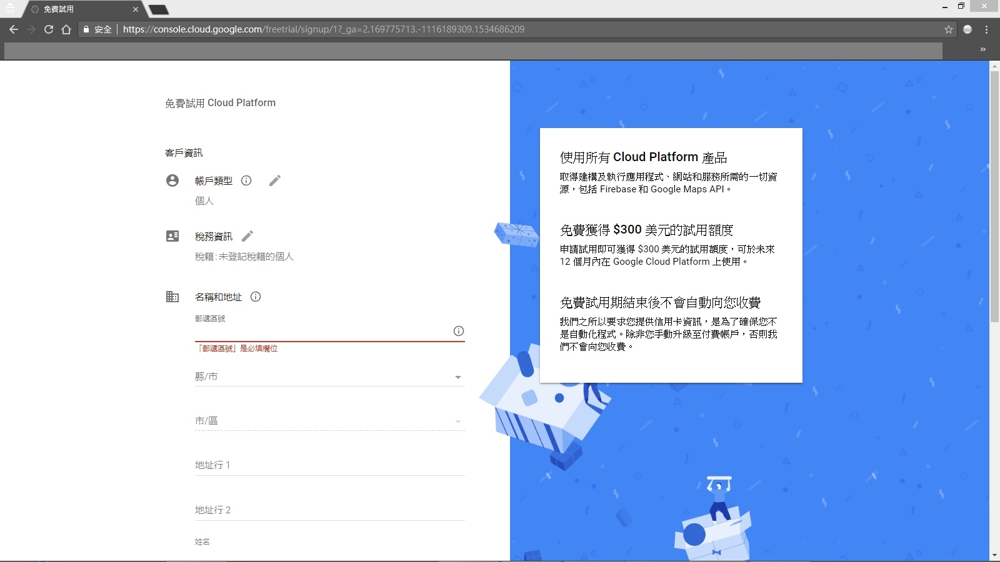 免費試用
安全
https://console.cloud.google.com/freetrial/signup/1?_ga=2.169775713.-1116189309.1534686209
免費試用 Cloud Platform
客戶資訊
帳戶類型
個人
稅務資訊
稅籍:未登記稅籍的個人
名稱和地址
郵遞區號
「郵遞區號」是必填欄位
縣/市
市/區
地址行 1
地址行 2
姓名
使用所有 Cloud Platform 產品
取得建構及執行應用程式、網站和服務所需的一切資
源，包括 Firebase 和 Google Maps API。
免費獲得 $300 美元的試用額度
申請試用即可獲得 $300 美元的試用額度，可於未來
12 個月內在 Google Cloud Platform 上使用。
免費試用期結束後不會自動向您收費
我們之所以要求您提供信用卡資訊，是為了確保您不
是自動化程式。除非您手動升級至付費帳戶，否則我
們不會向您收費。